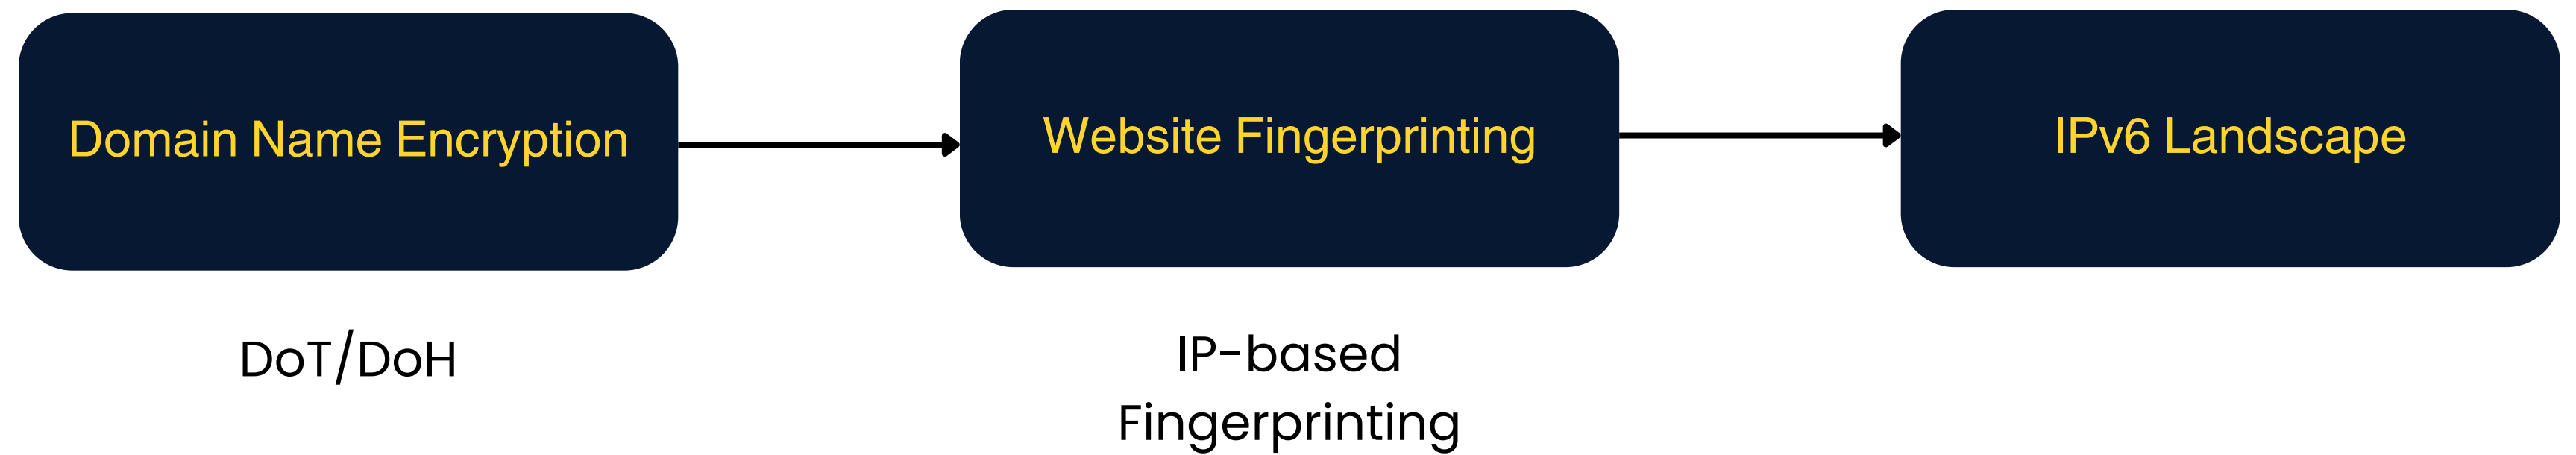 Domain Name Encryption
Website Fingerprinting
IPv6 Landscape
DoT/DoH
IP-based
Fingerprinting